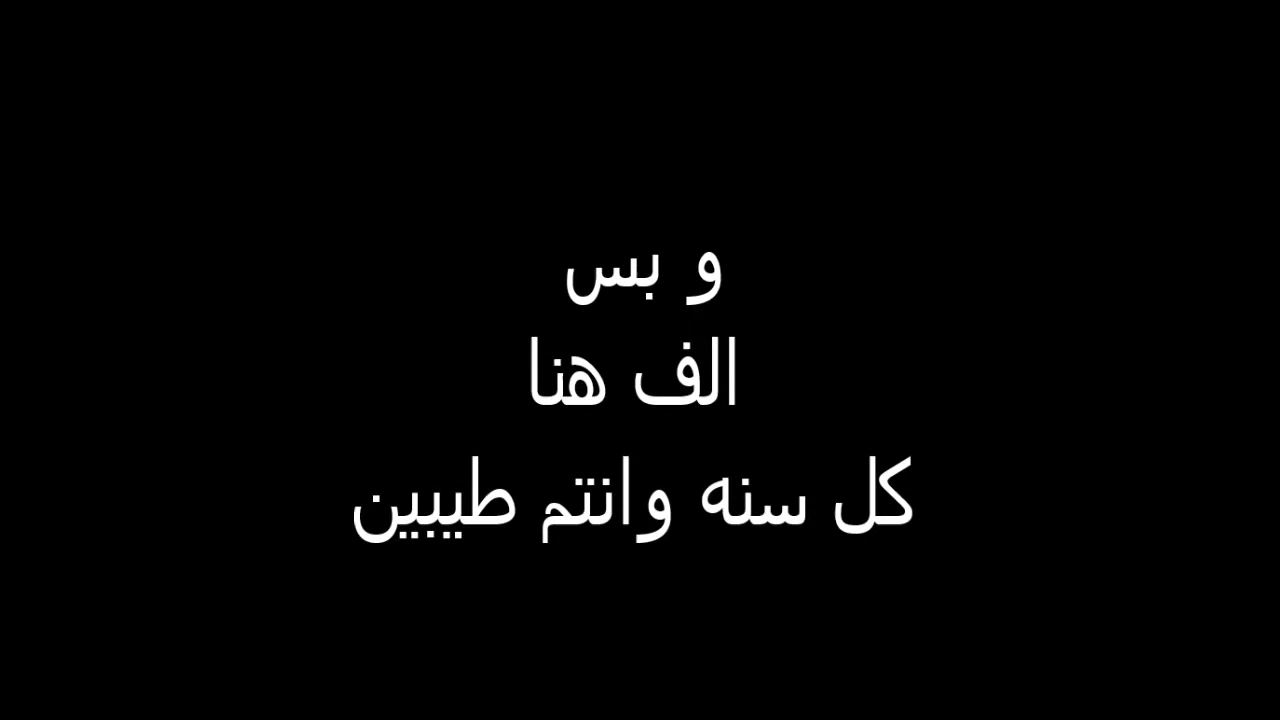 و بس
الف هنا
كل سنه وانتم طيبين